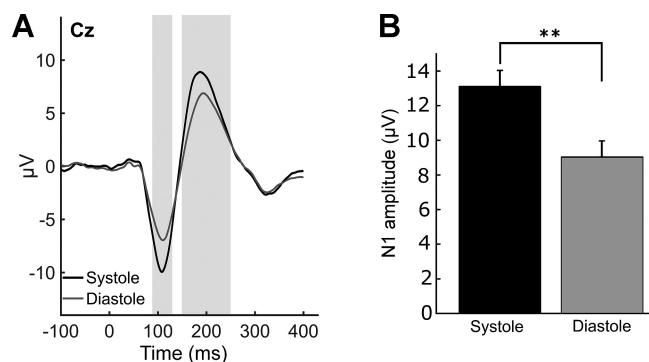 A
Cz
10
5
0
-5
-10
μV
Systole
Diastole
-100 0 100 200 300 400
Time (ms)
B
**
14
12
10
8
6
4
2
0
N1 amplitude (μV)
Systole Diastole